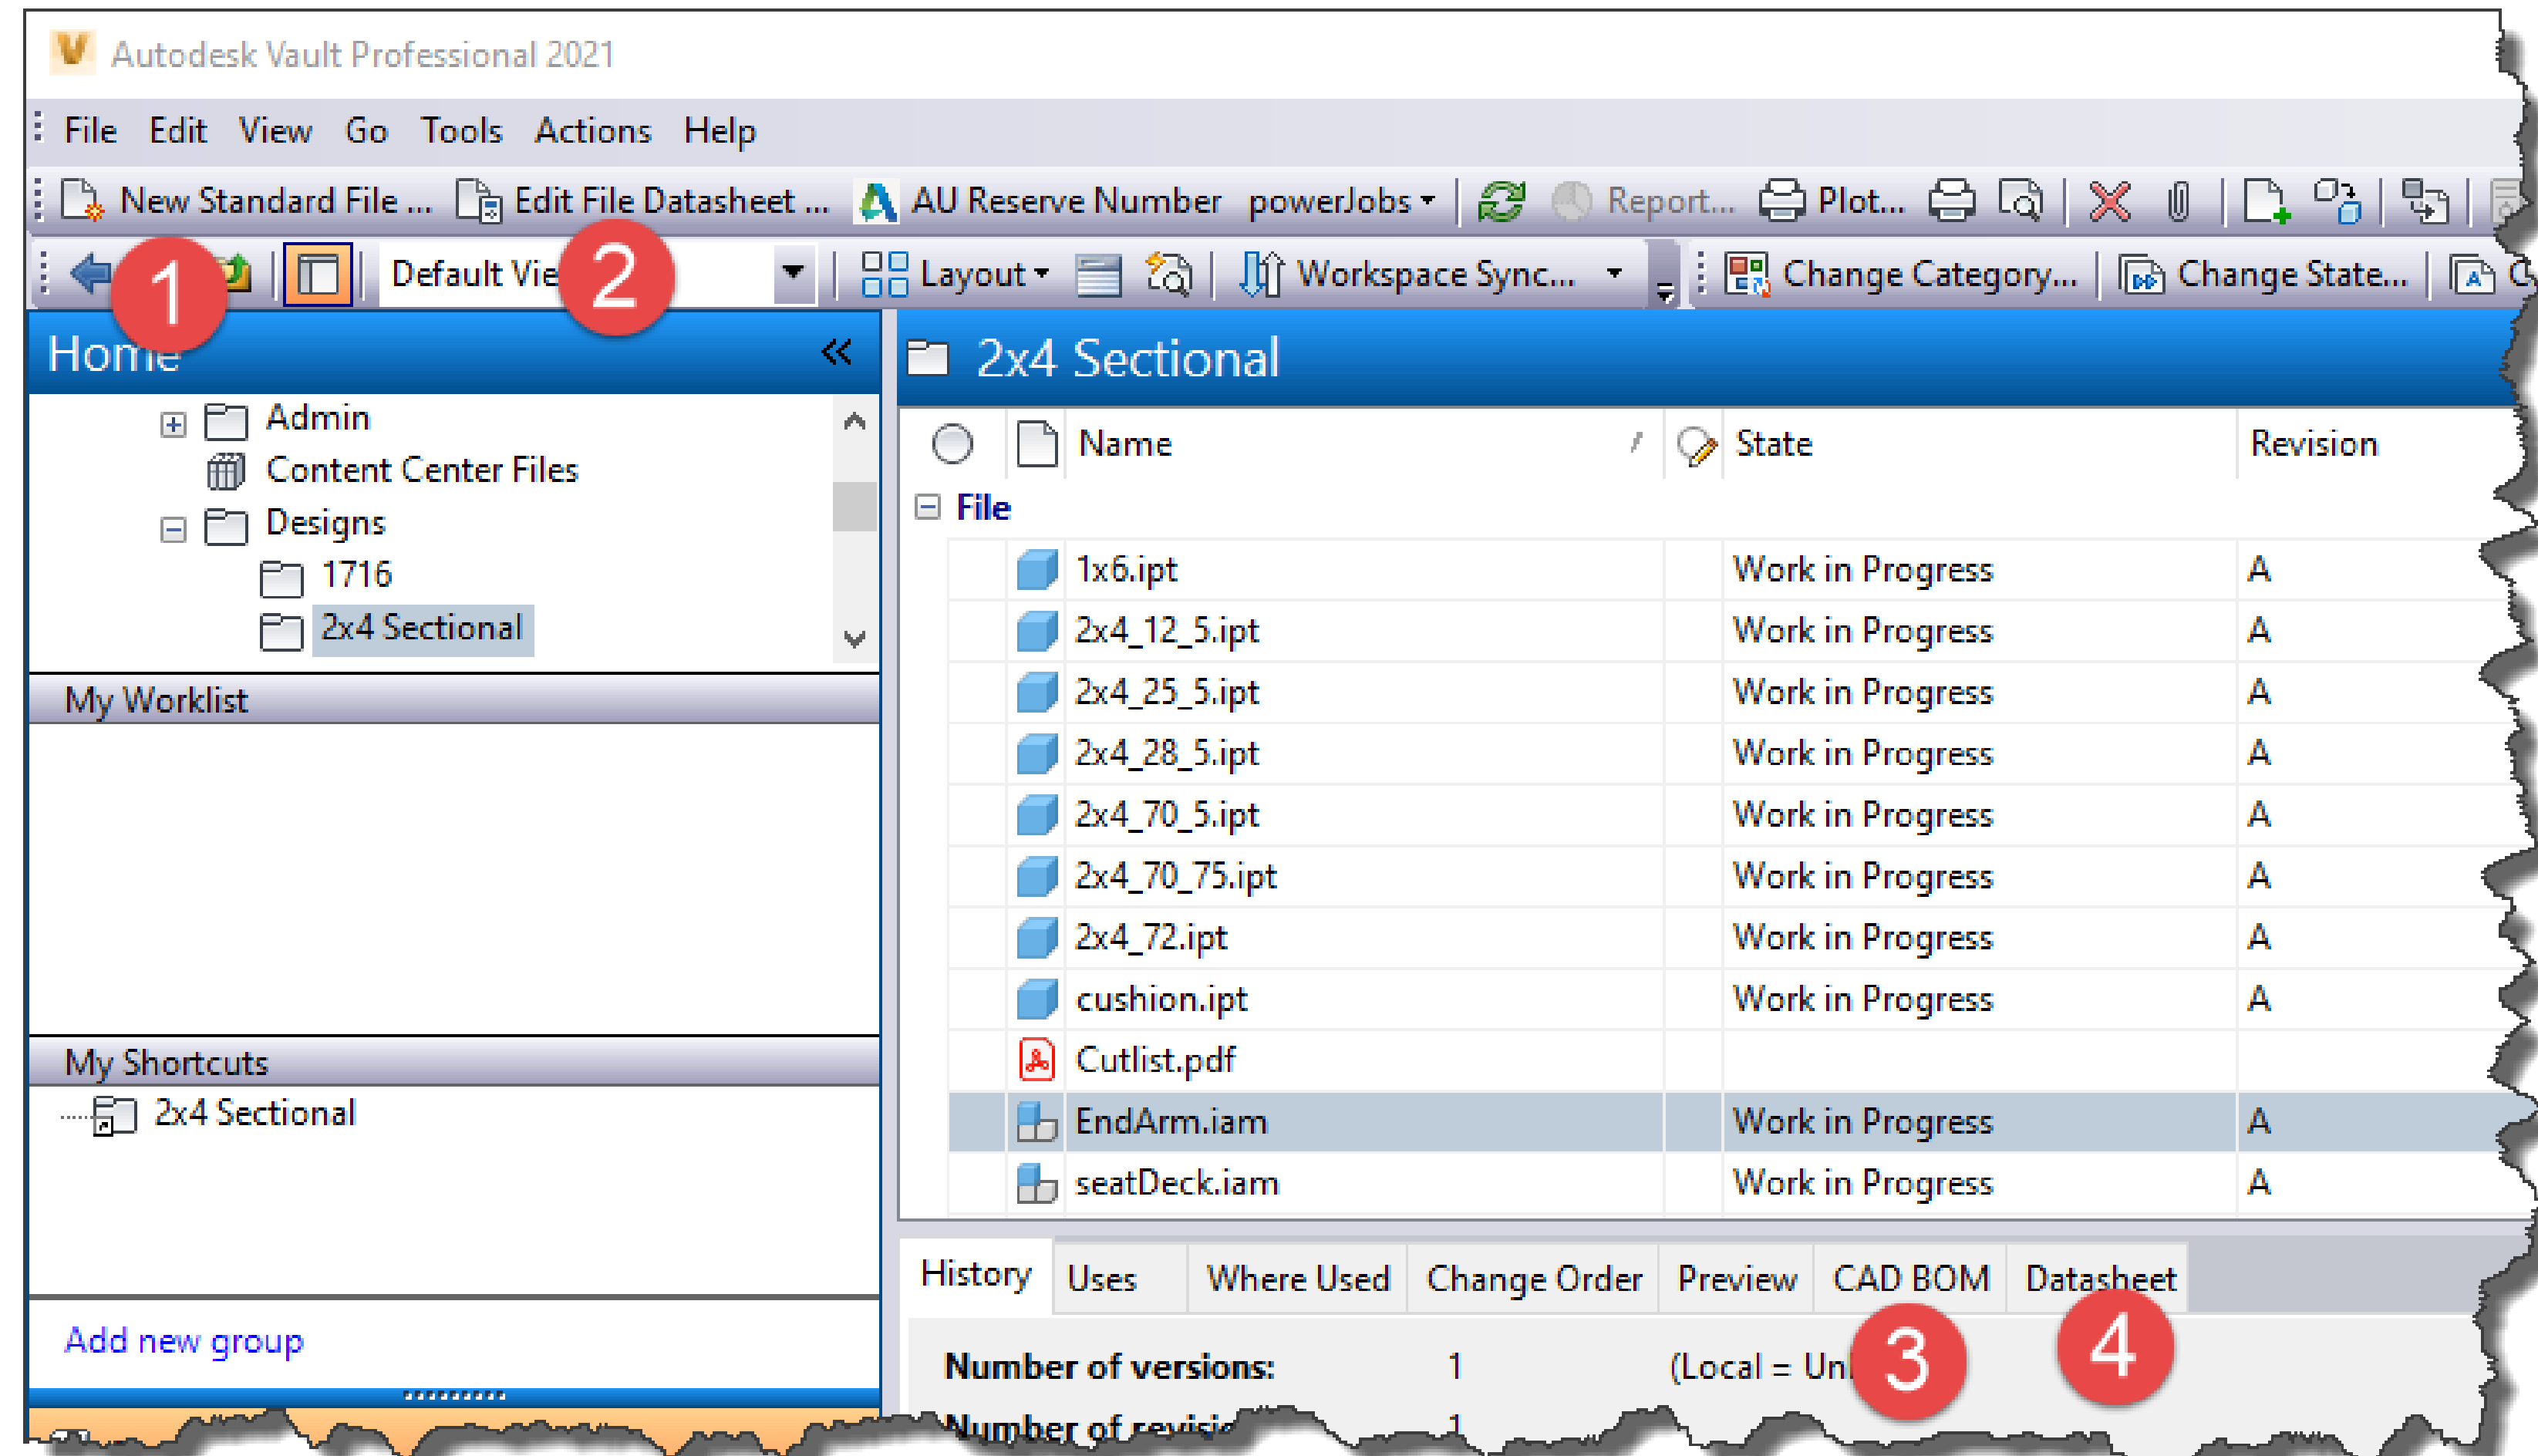 Autodesk Vault Professional 2021
File Edit View Go Tools Actions Help
New Standard File ... Edit File Datasheet ... AU Reserve Number powerJobs Report... Plot...
1 Default Vie 2 Layout Workspace Sync... Change Category... Change State...
Home
2x4 Sectional
Admin
Content Center Files
Designs
1716
2x4 Sectional
My Worklist
My Shortcuts
2x4 Sectional
Add new group
Name / State Revision
File
1x6.ipt Work in Progress A
2x4_12_5.ipt Work in Progress A
2x4_25_5.ipt Work in Progress A
2x4_28_5.ipt Work in Progress A
2x4_70_5.ipt Work in Progress A
2x4_70_75.ipt Work in Progress A
2x4_72.ipt Work in Progress A
cushion.ipt Work in Progress A
Cutlist.pdf
EndArm.iam Work in Progress A
seatDeck.iam Work in Progress A
History Uses Where Used Change Order Preview CAD BOM Datasheet
Number of versions: 1 (Local = Un 3 4
Number of revisi 1